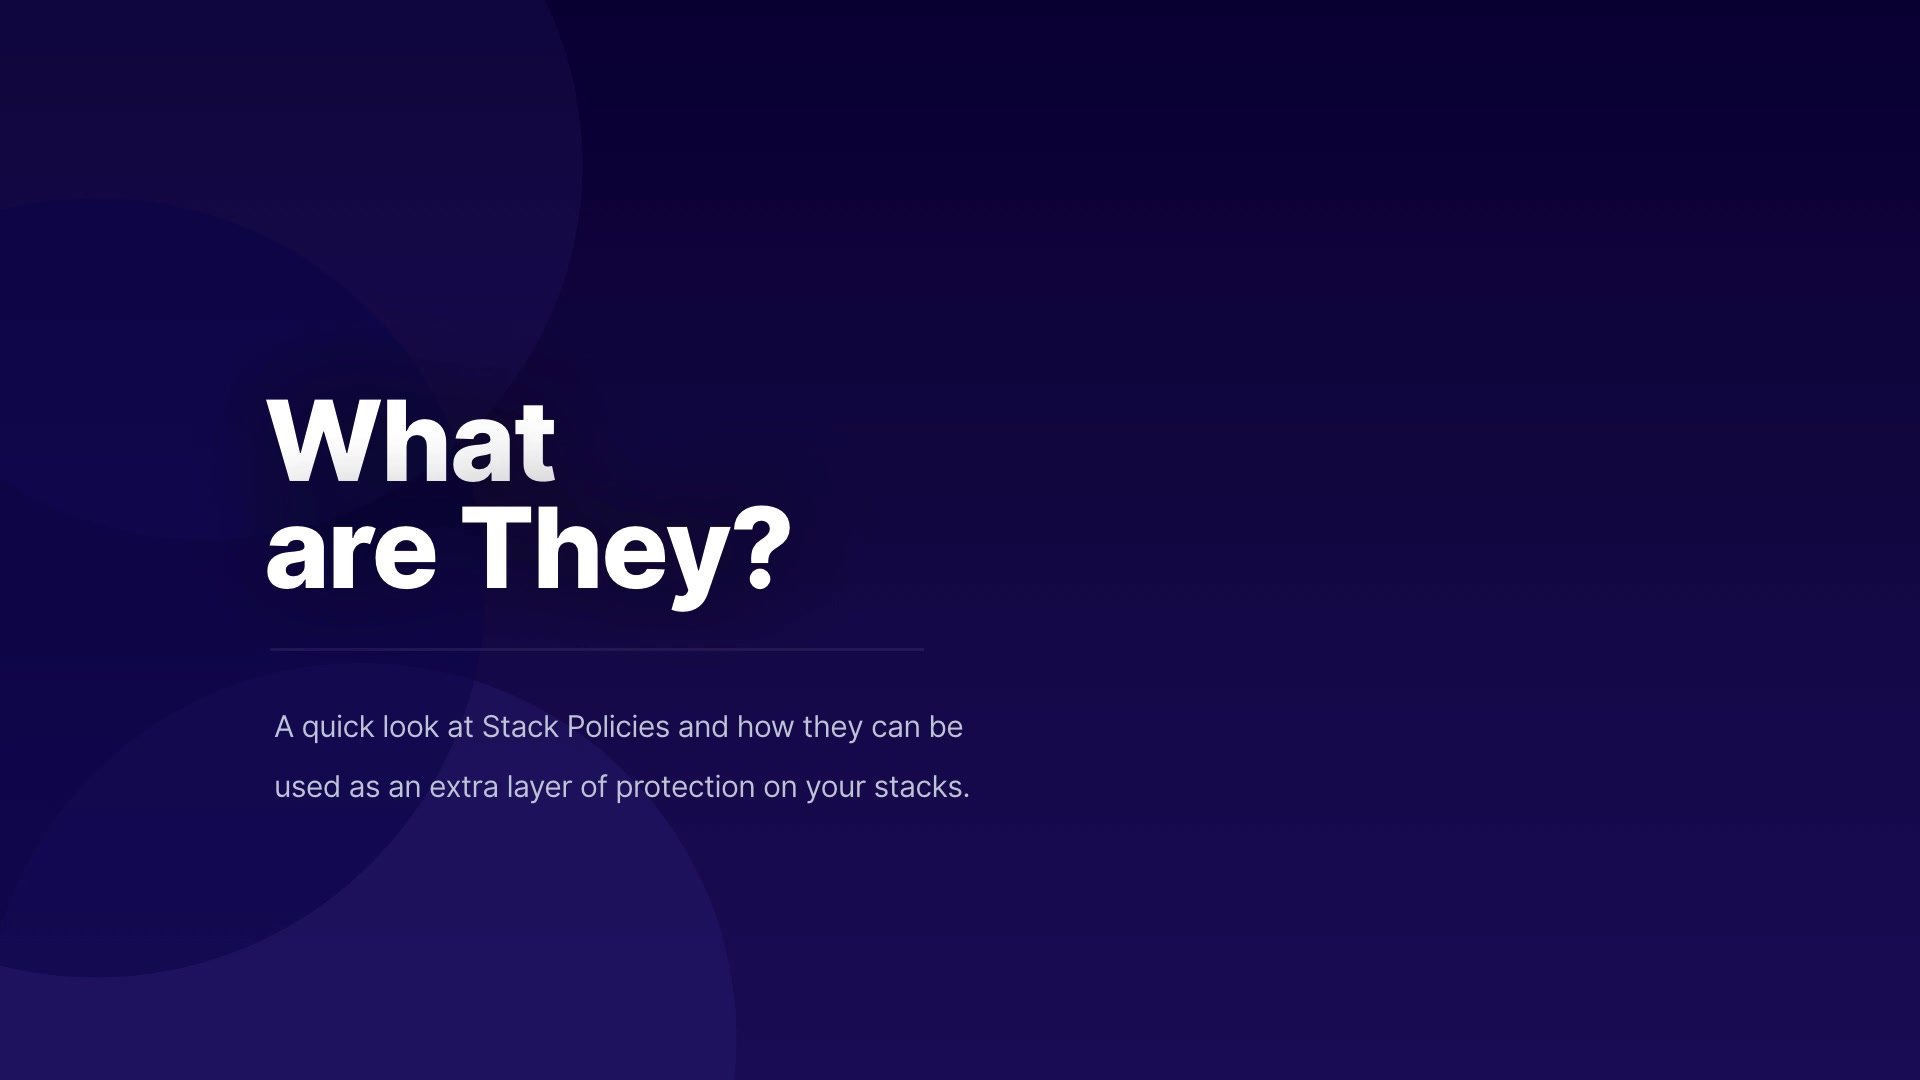 What
are They?
A quick look at Stack Policies and how they can be
used as an extra layer of protection on your stacks.